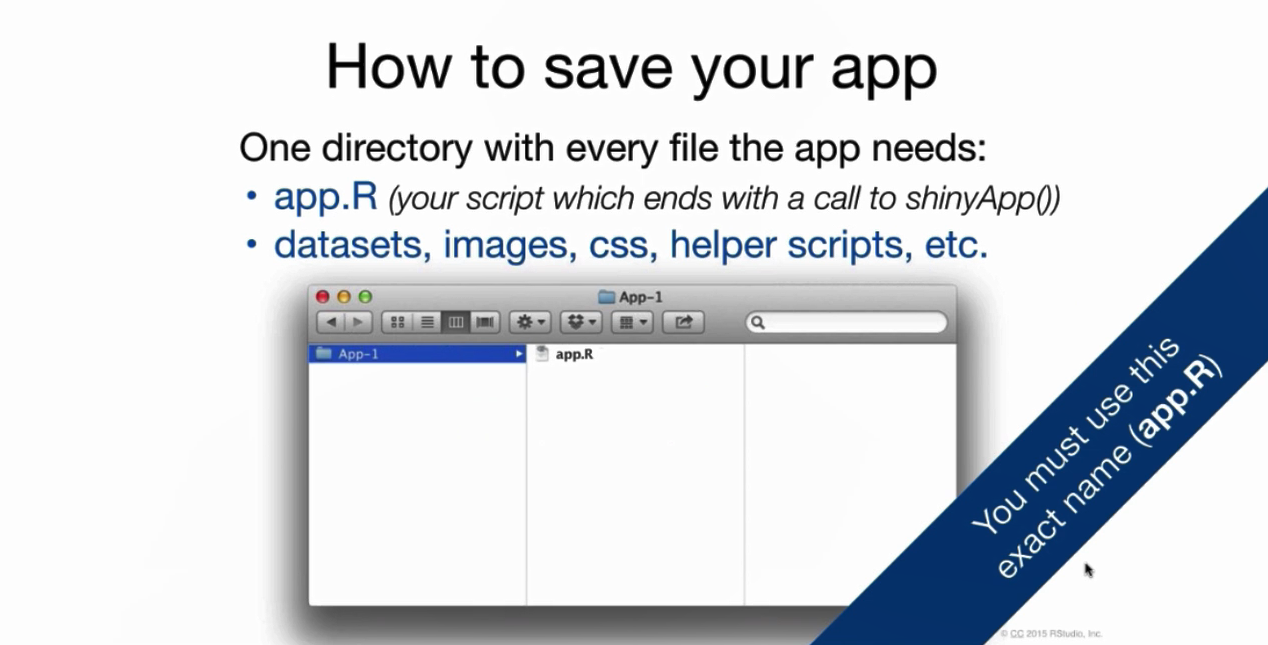 How to save your app
One directory with every file the app needs:
• app.R (your script which ends with a call to shinyApp())
• datasets, images, css, helper scripts, etc.
App-1
App-1
app.R
You must use this
exact name (app.R)
© CC 2015 RStudio, Inc.